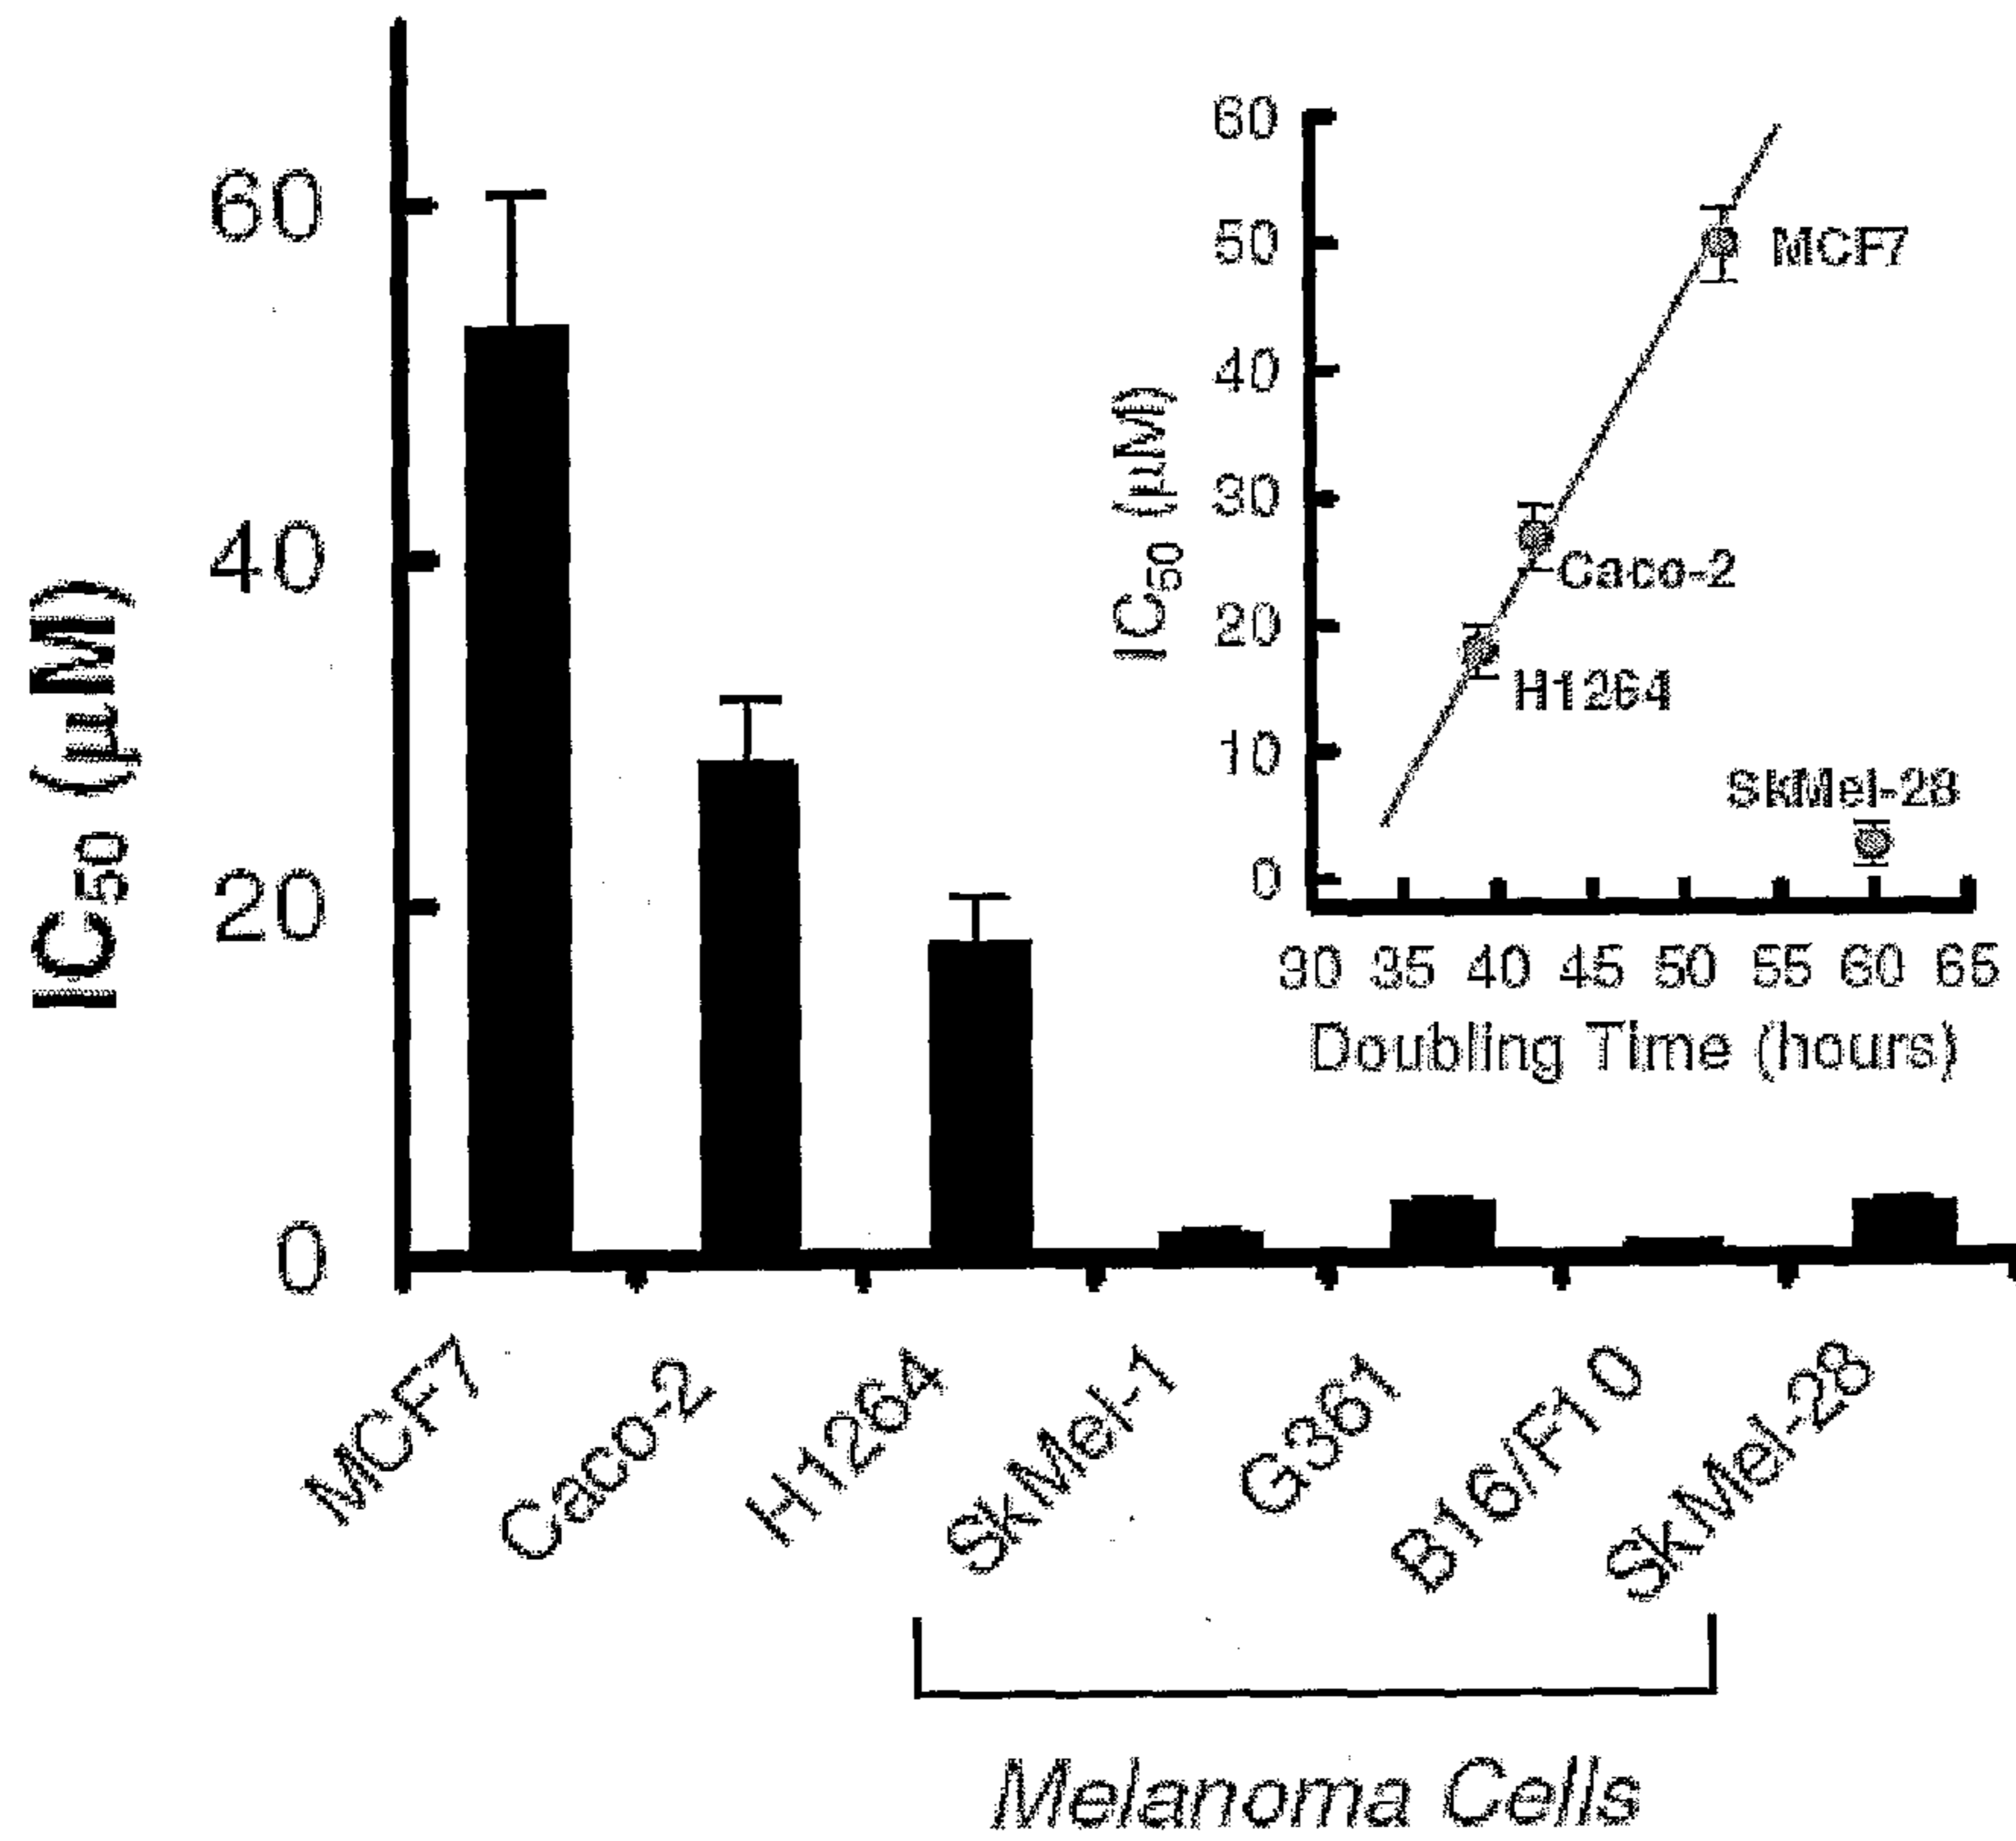 IC50 (µM)
60
40
20
0
MCF7
Caco-2
H1264
SkMel-1
G361
B16/F10
SkMel-28
Melanoma Cells
IC50 (µM)
60
50
40
30
20
10
0
MCF7
Caco-2
H1264
SkMel-28
30 35 40 45 50 55 60 65
Doubling Time (hours)